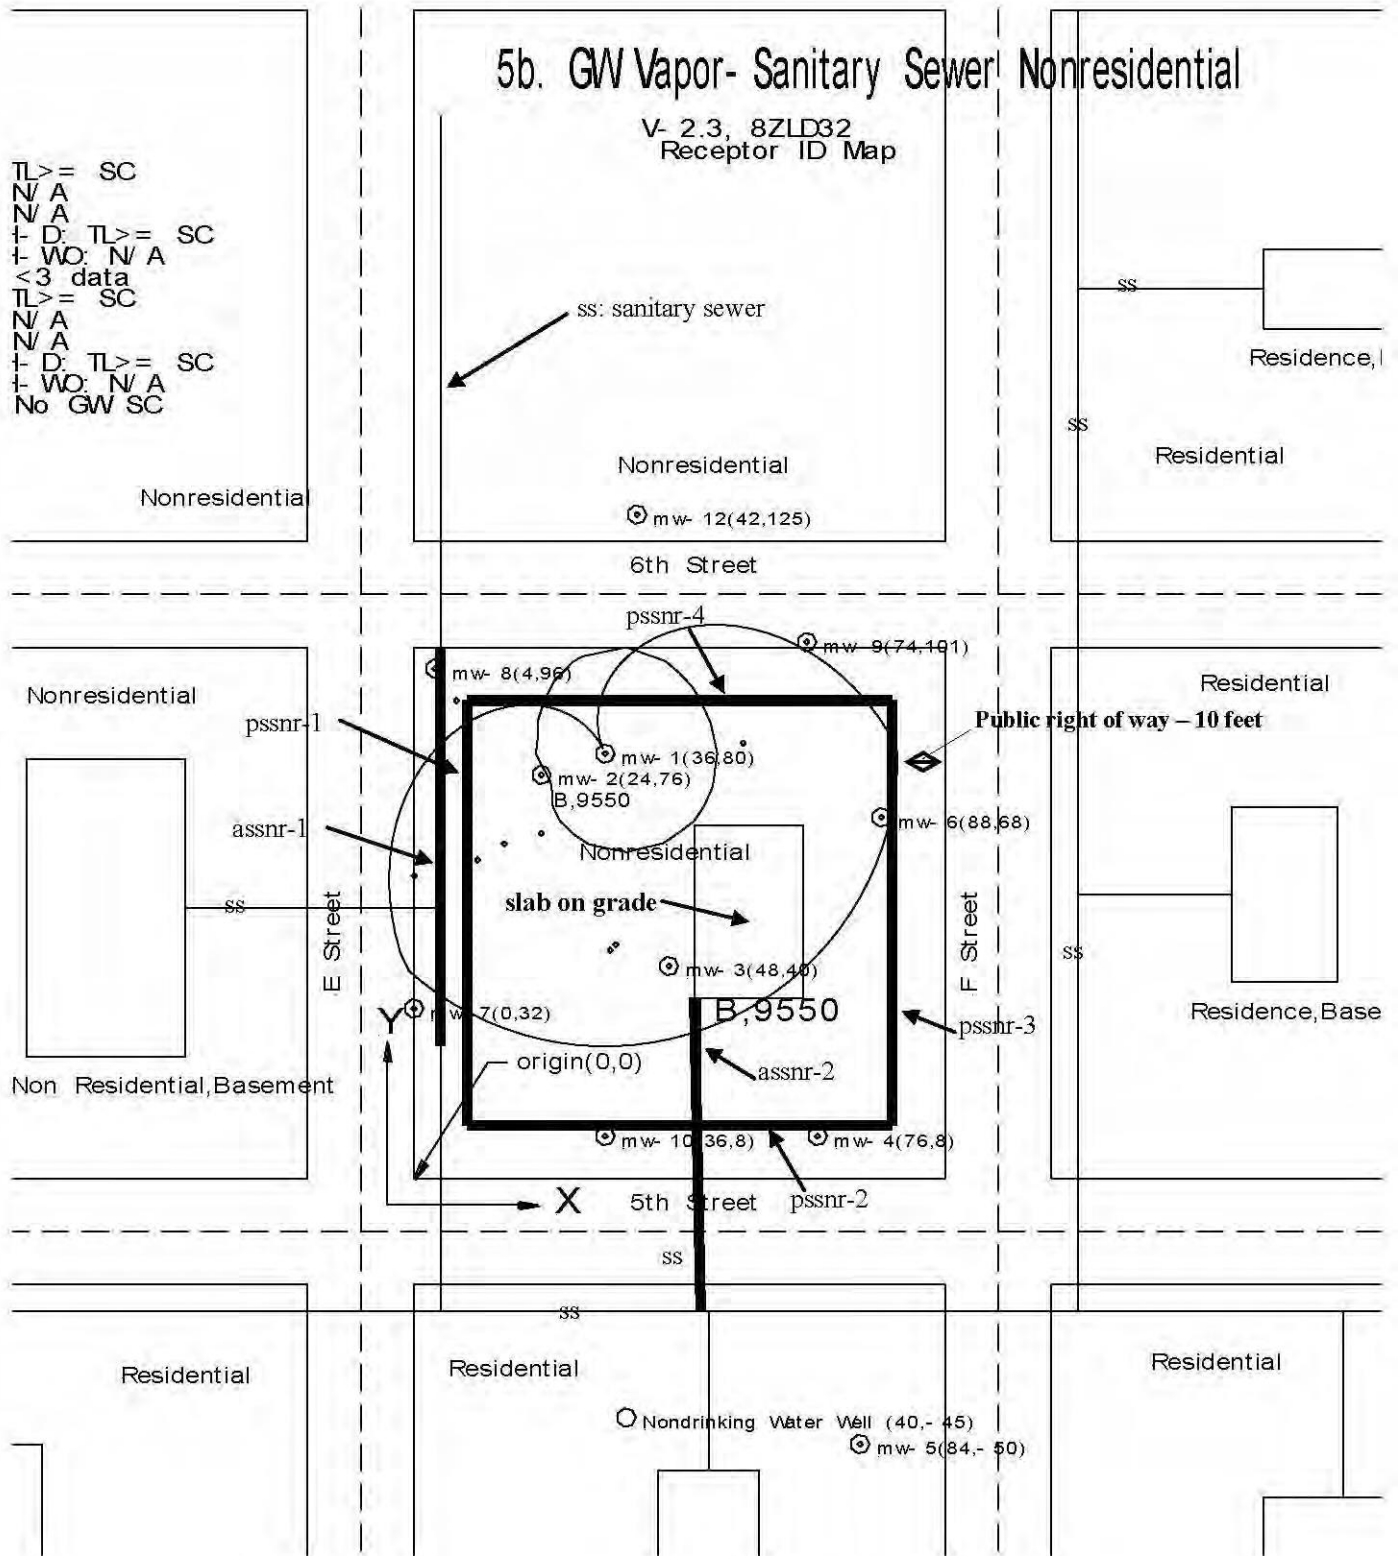 5b. GW Vapor- Sanitary Sewer Nonresidential
V- 2.3, 8ZLD32
Receptor ID Map
TL>= SC
N/ A
N/ A
I- D: TL>= SC
I- WO: N/ A
<3 data
TL>= SC
N/ A
N/ A
I- D: TL>= SC
I- WO: N/ A
No GW SC
ss
ss: sanitary sewer
Residence,
ss
Residential
Nonresidential
Nonresidential
mw- 12(42,125)
6th Street
pssnr-4
mw- 9(74,101)
mw- 8(4,96)
Residential
Nonresidential
Public right of way – 10 feet
pssnr-1
mw- 1(36,80)
mw- 2(24,76)
B,9550
mw- 6(88,68)
assnr-1
Nonresidential
slab on grade
ss
E Street
F Street
ss
mw- 3(48,40)
B,9550
mw- 7(0,32)
Y
Residence,Base
pssnr-3
origin(0,0)
assnr-2
Non Residential,Basement
mw- 10(36,8)
mw- 4(76,8)
X
5th Street
pssnr-2
ss
ss
Residential
Residential
Residential
Nondrinking Water Well (40,- 45)
mw- 5(84,- 50)